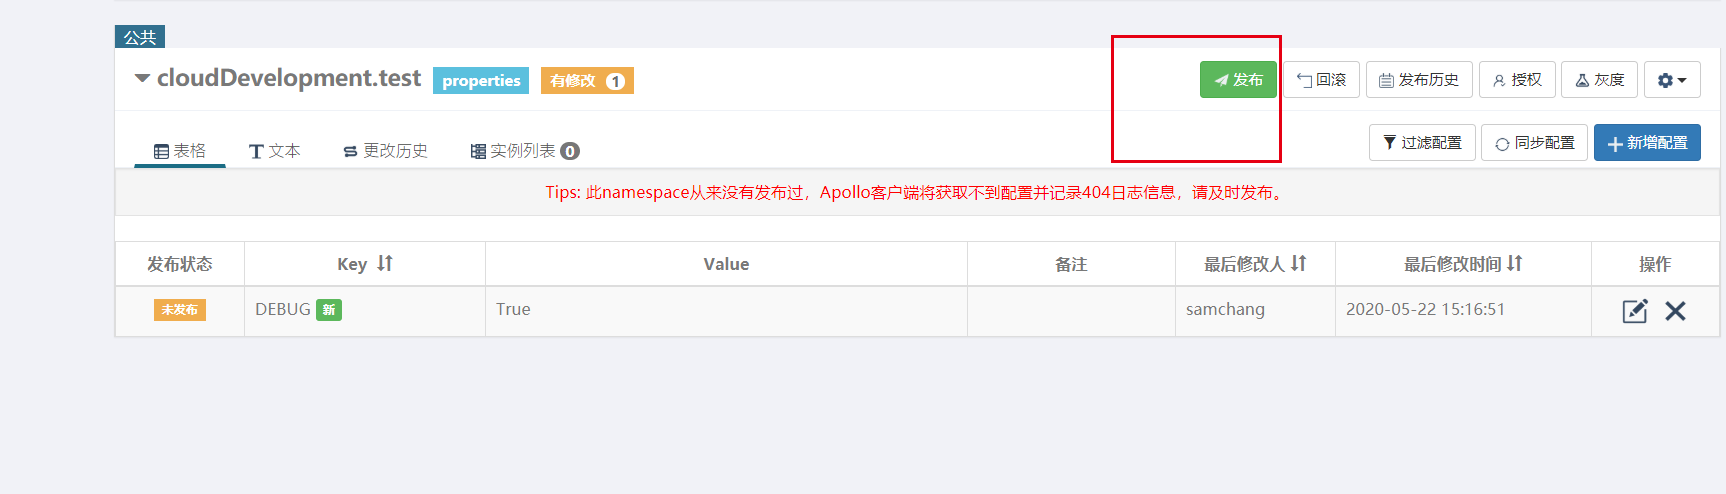 公共
cloudDevelopment.test properties 有修改 1 发布 回滚 发布历史 授权 灰度
表格 文本 更改历史 实例列表 0 过滤配置 同步配置 新增配置
Tips: 此namespace从来没有发布过，Apollo客户端将获取不到配置并记录404日志信息，请及时发布。
发布状态 Key Value 备注 最后修改人 最后修改时间 操作
未发布 DEBUG 新 True samchang 2020-05-22 15:16:51